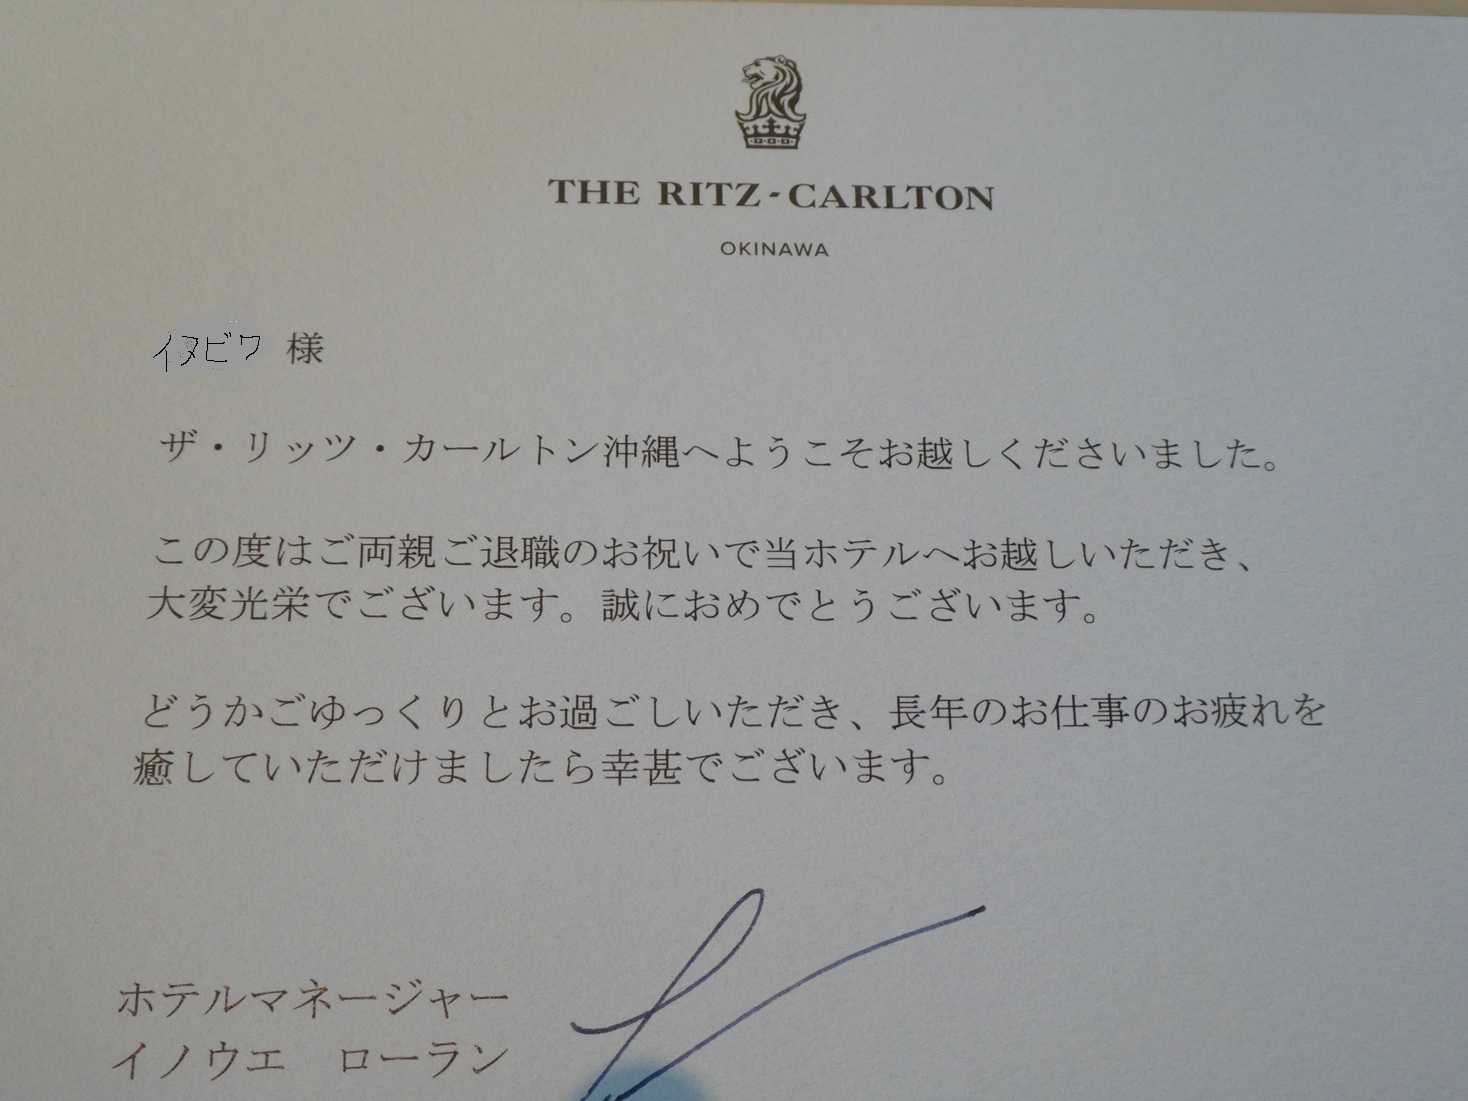 THE RITZ-CARLTON
OKINAWA
イヌビワ 様
ザ・リッツ・カールトン沖縄へようこそお越しくださいました。
この度はご両親ご退職のお祝いで当ホテルへお越しいただき、
大変光栄でございます。誠におめでとうございます。
どうかごゆっくりとお過ごしいただき、長年のお仕事のお疲れを
癒していただけましたら幸甚でございます。
ホテルマネージャー
イノウエ　ローラン